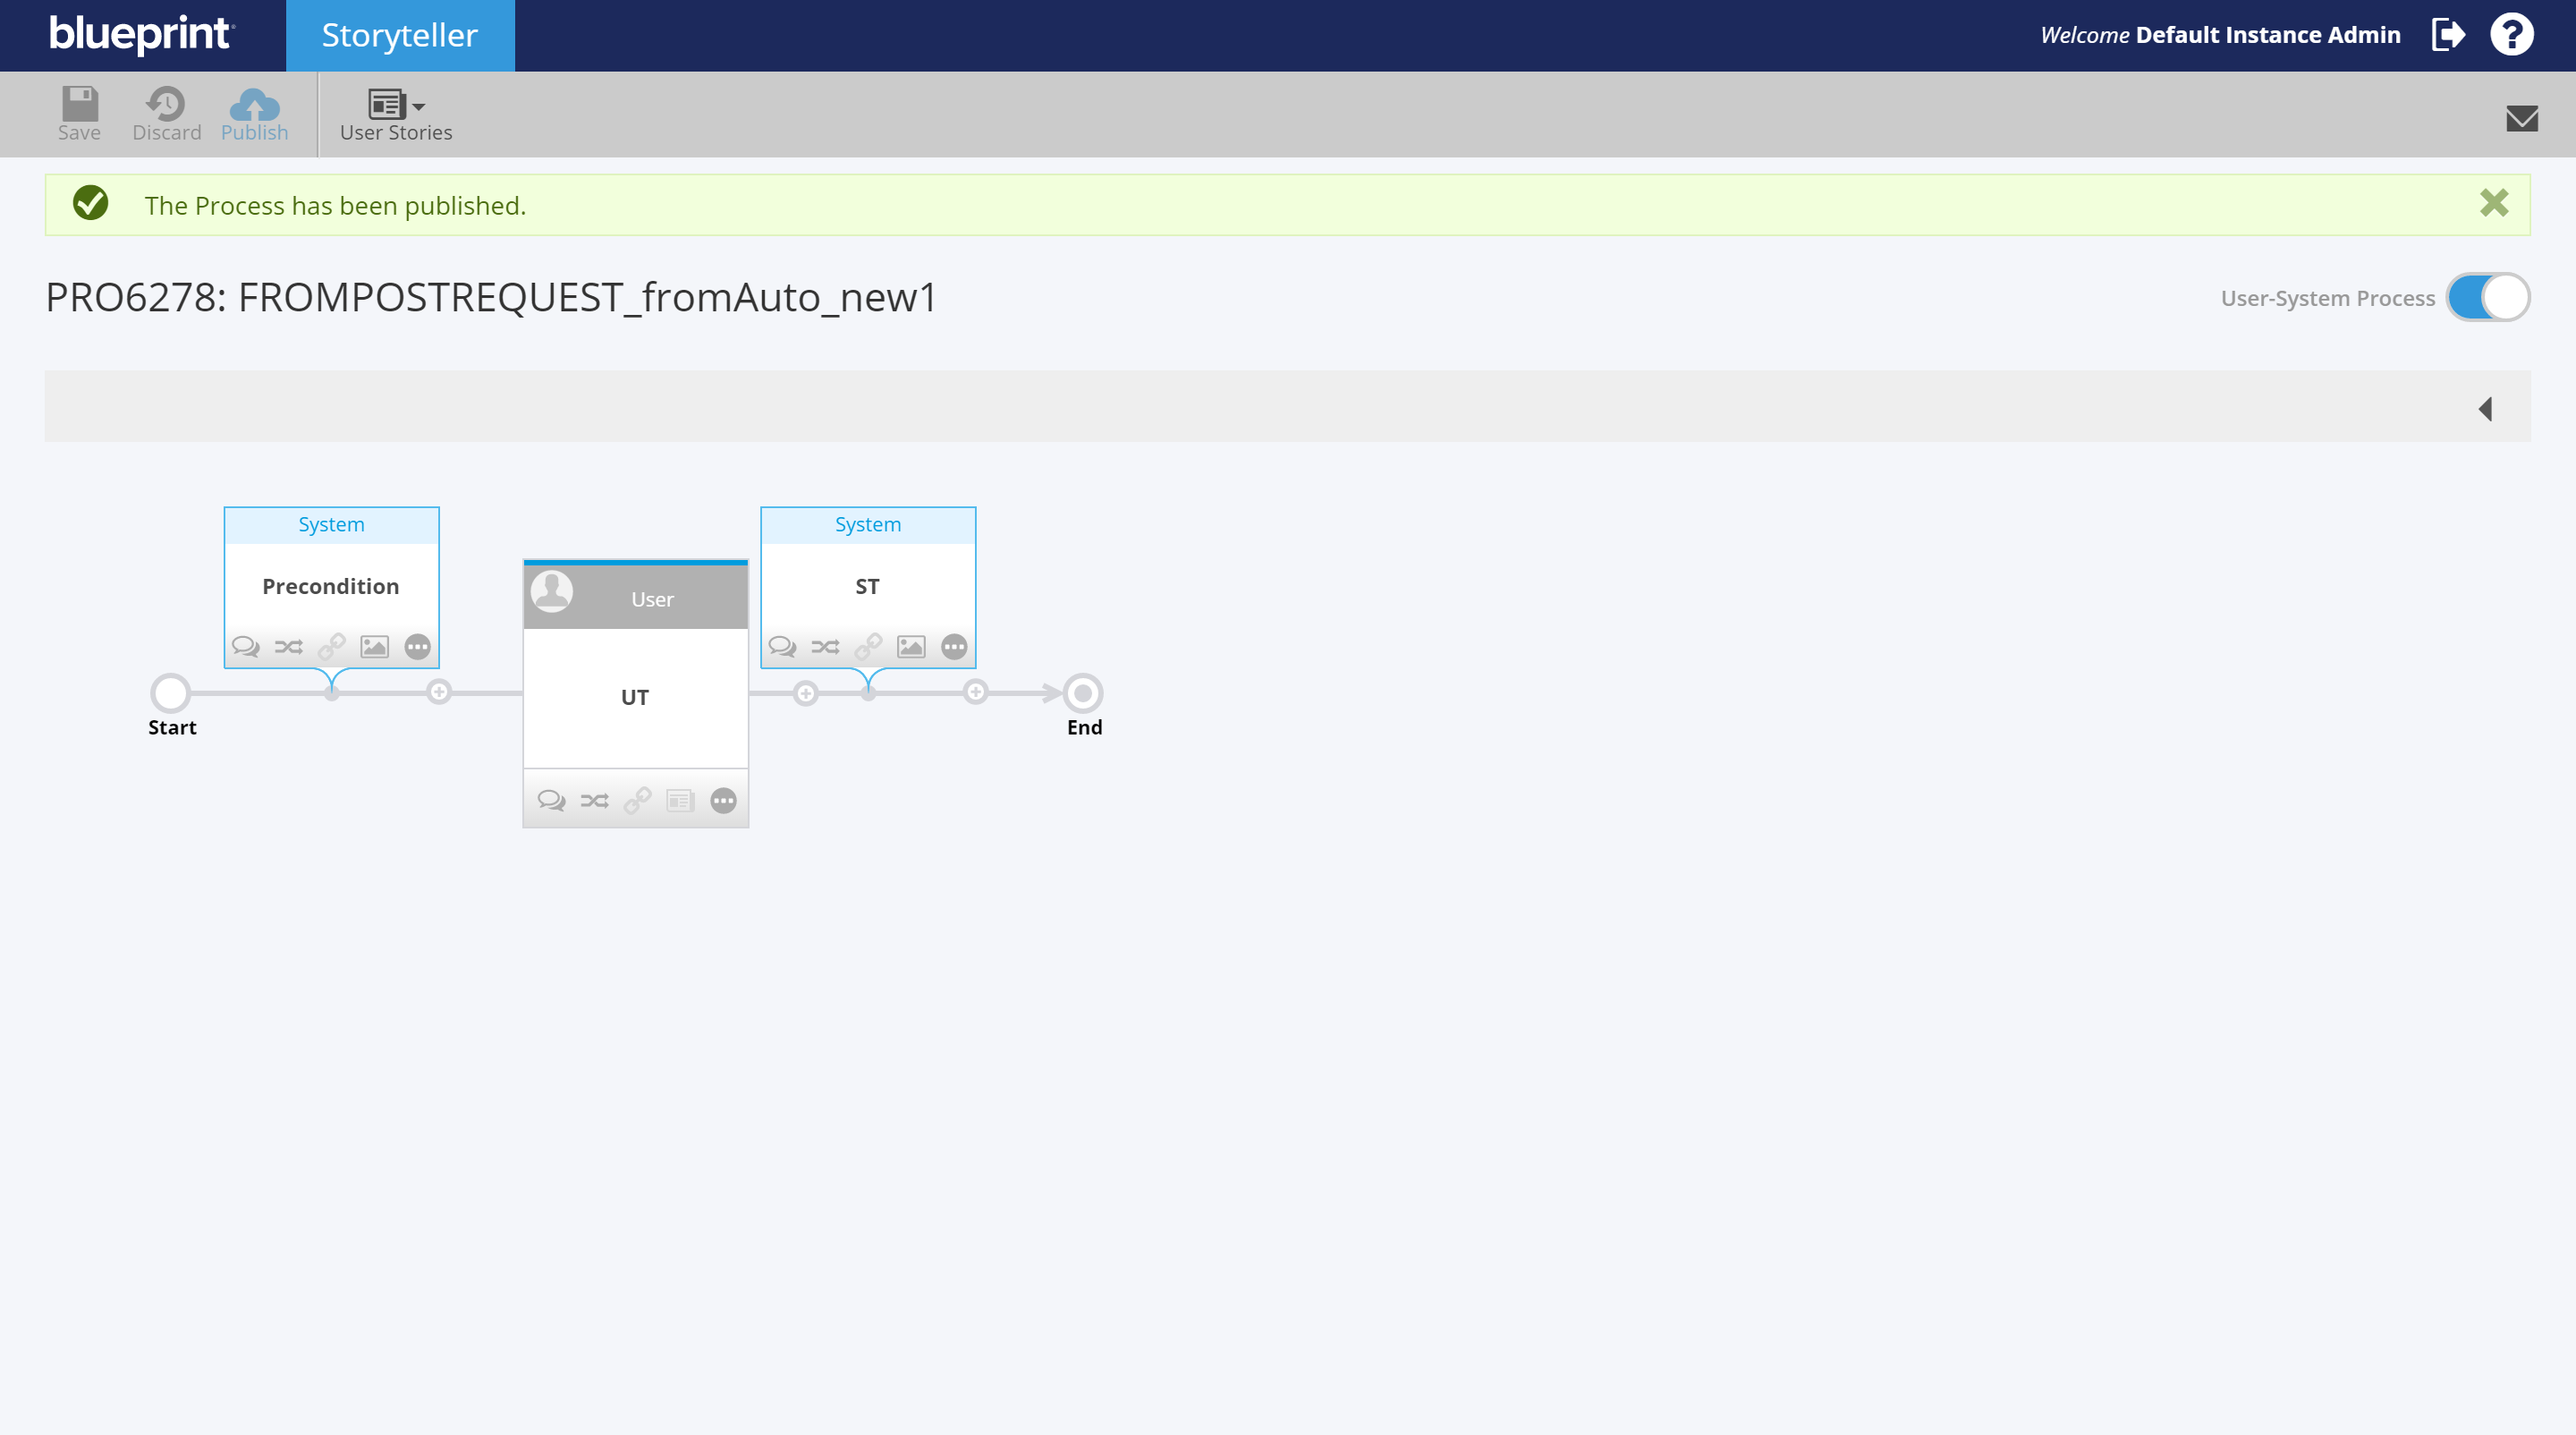 blueprint
Storyteller
Welcome Default Instance Admin
Save
Discard
Publish
User Stories
The Process has been published.
PRO6278: FROMPOSTREQUEST_fromAuto_new1
User-System Process
System
System
Precondition
ST
User
UT
Start
End